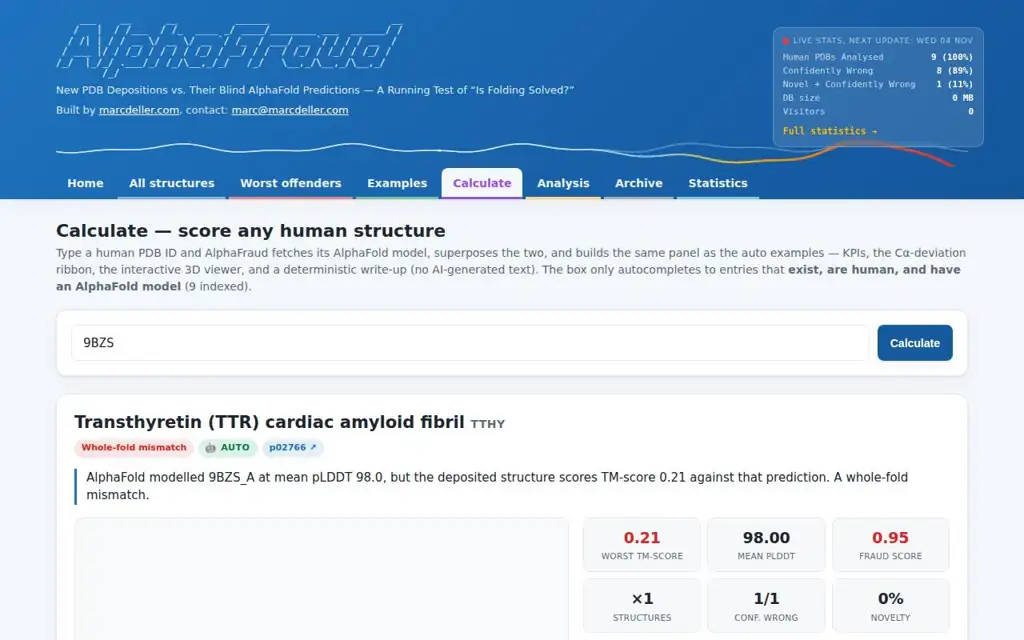 AlphaFraud
New PDB Depositions vs. Their Blind AlphaFold Predictions — A Running Test of “Is Folding Solved?”
Built by marcdeller.com, contact: marc@marcdeller.com
LIVE STATS, NEXT UPDATE: WED 04 NOV
Human PDBs Analysed 9 (100%)
Confidently Wrong 8 (89%)
Novel + Confidently Wrong 1 (11%)
DB size 0 MB
Visitors 0
Full statistics →
Home All structures Worst offenders Examples Calculate Analysis Archive Statistics
Calculate — score any human structure
Type a human PDB ID and AlphaFraud fetches its AlphaFold model, superposes the two, and builds the same panel as the auto examples — KPIs, the Cα-deviation
ribbon, the interactive 3D viewer, and a deterministic write-up (no AI-generated text). The box only autocompletes to entries that exist, are human, and have
an AlphaFold model (9 indexed).
9BZS
Calculate
Transthyretin (TTR) cardiac amyloid fibril TTHY
Whole-fold mismatch 🤖 AUTO p02766 ↗
AlphaFold modelled 9BZS_A at mean pLDDT 98.0, but the deposited structure scores TM-score 0.21 against that prediction. A whole-fold
mismatch.
0.21 98.00 0.95
WORST TM-SCORE MEAN PLDDT FRAUD SCORE
×1 1/1 0%
STRUCTURES CONF. WRONG NOVELTY